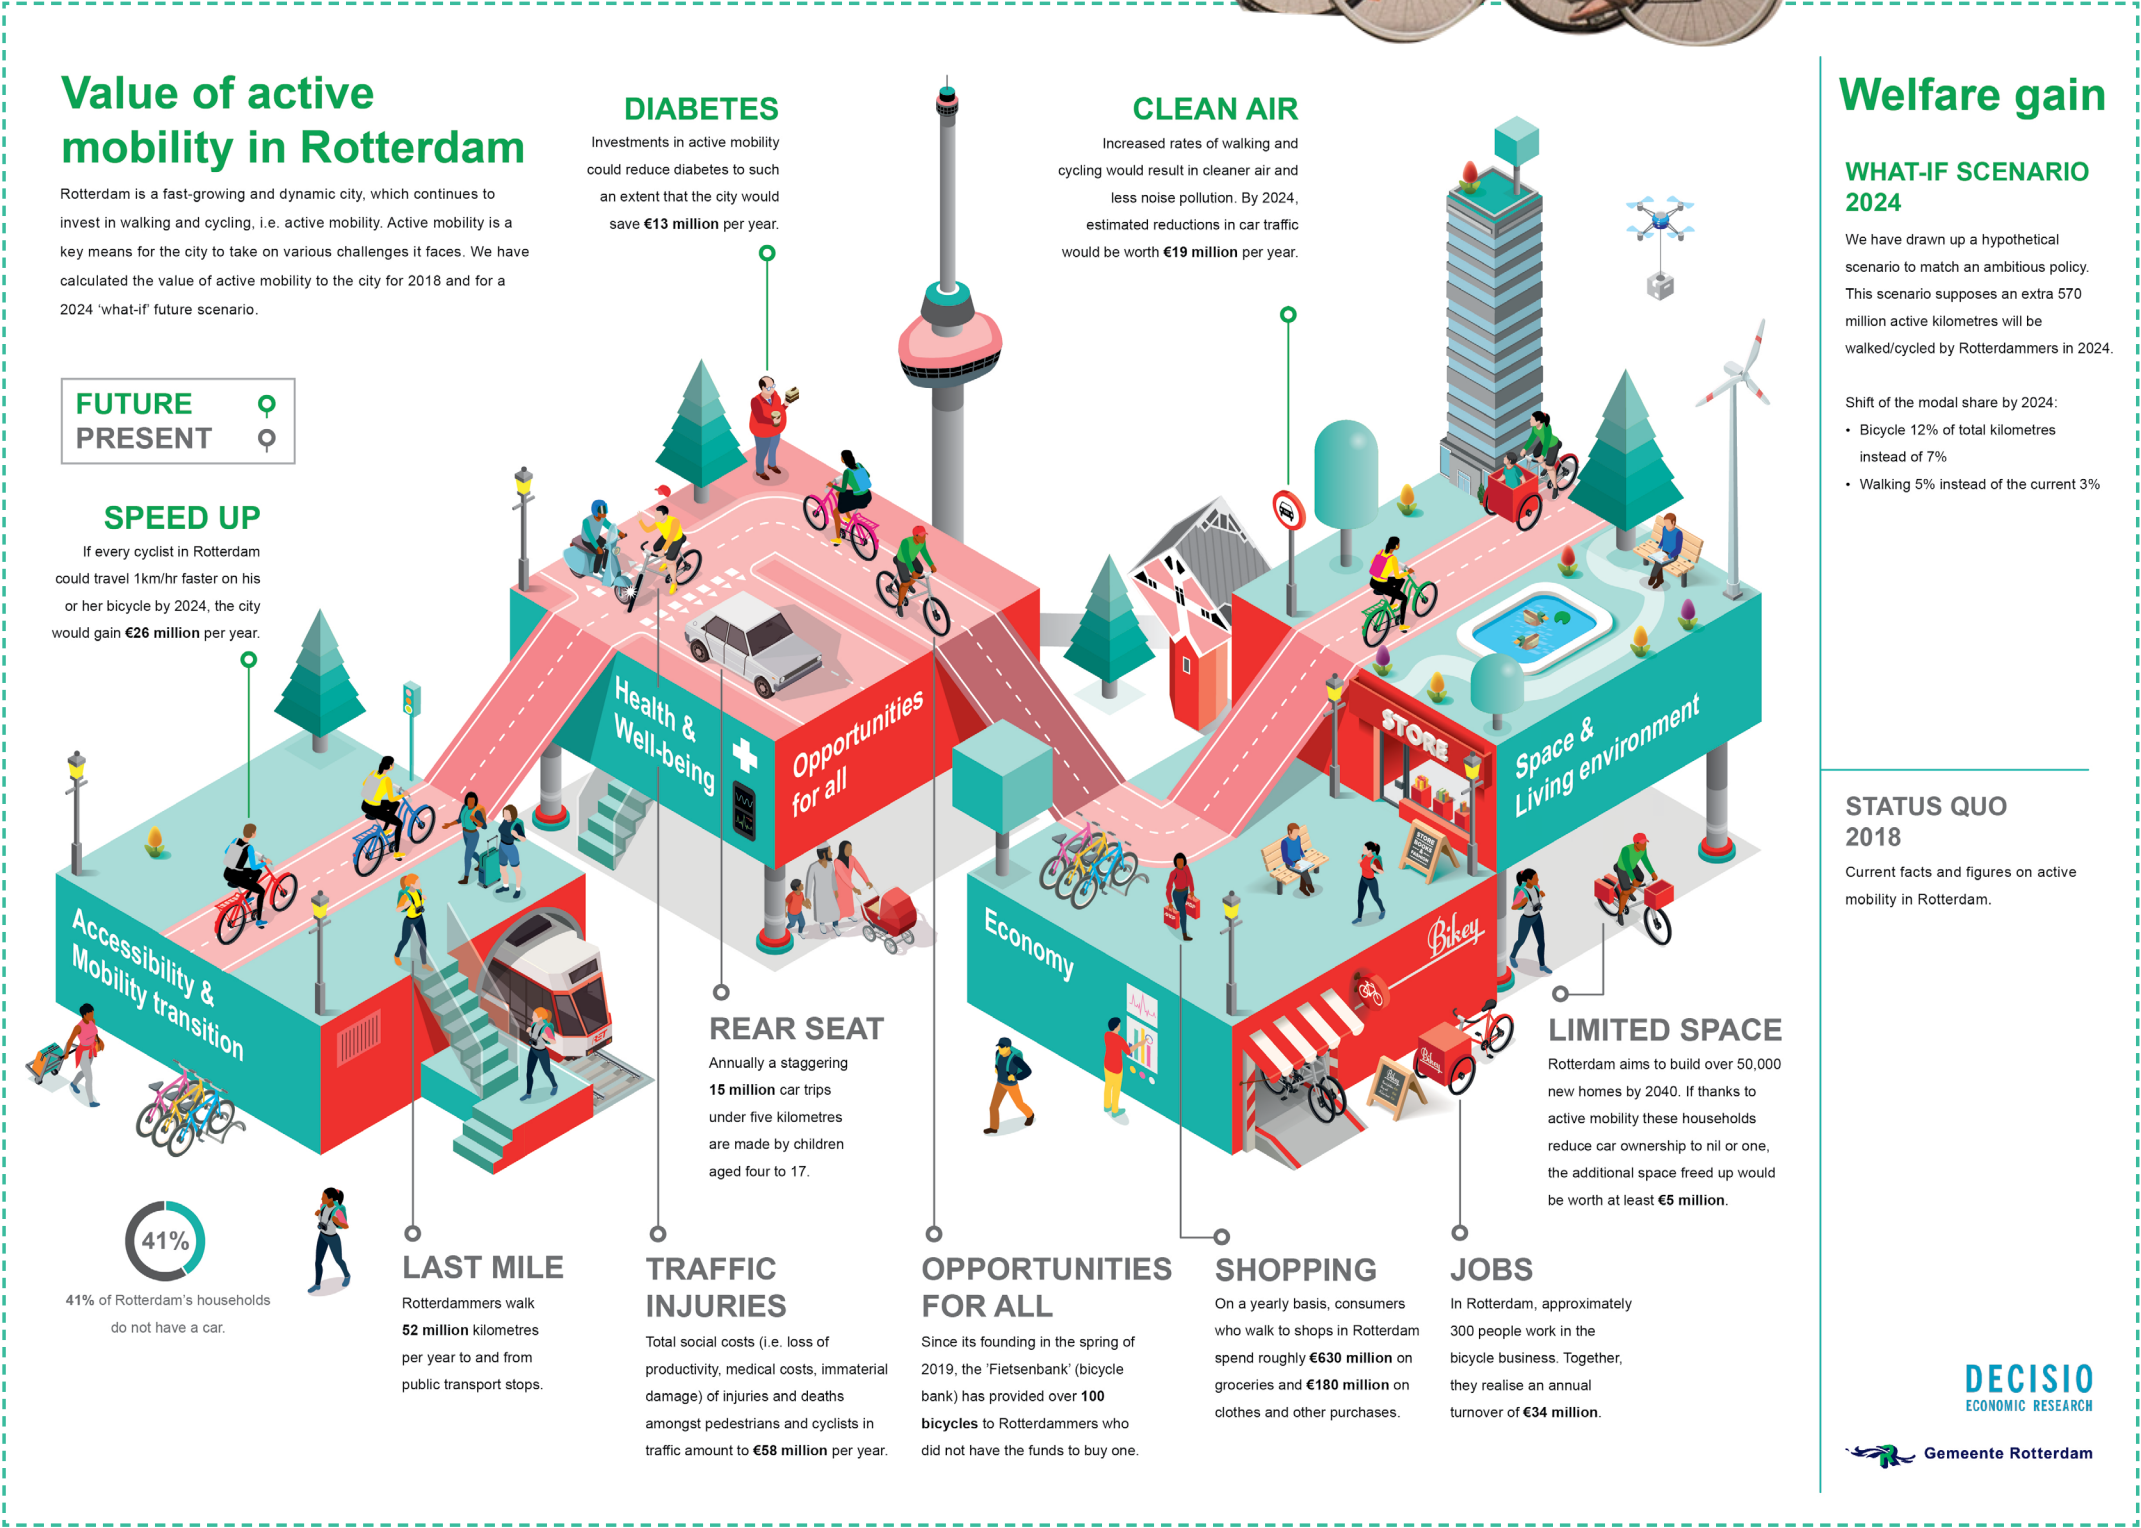 Value of active
mobility in Rotterdam
Rotterdam is a fast-growing and dynamic city, which continues to
invest in walking and cycling, i.e. active mobility. Active mobility is a
key means for the city to take on various challenges it faces. We have
calculated the value of active mobility to the city for 2018 and for a
2024 ‘what-if’ future scenario.
FUTURE
PRESENT
SPEED UP
If every cyclist in Rotterdam
could travel 1km/hr faster on his
or her bicycle by 2024, the city
would gain €26 million per year.
DIABETES
Investments in active mobility
could reduce diabetes to such
an extent that the city would
save €13 million per year.
CLEAN AIR
Increased rates of walking and
cycling would result in cleaner air and
less noise pollution. By 2024,
estimated reductions in car traffic
would be worth €19 million per year.
Health &
Well-being
Opportunities
for all
STORE
Space &
Living environment
STORE
BOOKS
&
FASHION
Accessibility &
Mobility transition
Economy
Bikey
Bikey
Bikey
REAR SEAT
Annually a staggering
15 million car trips
under five kilometres
are made by children
aged four to 17.
LIMITED SPACE
Rotterdam aims to build over 50,000
new homes by 2040. If thanks to
active mobility these households
reduce car ownership to nil or one,
the additional space freed up would
be worth at least €5 million.
41%
41% of Rotterdam’s households
do not have a car.
LAST MILE
Rotterdammers walk
52 million kilometres
per year to and from
public transport stops.
TRAFFIC
INJURIES
Total social costs (i.e. loss of
productivity, medical costs, immaterial
damage) of injuries and deaths
amongst pedestrians and cyclists in
traffic amount to €58 million per year.
OPPORTUNITIES
FOR ALL
Since its founding in the spring of
2019, the 'Fietsenbank' (bicycle
bank) has provided over 100
bicycles to Rotterdammers who
did not have the funds to buy one.
SHOPPING
On a yearly basis, consumers
who walk to shops in Rotterdam
spend roughly €630 million on
groceries and €180 million on
clothes and other purchases.
JOBS
In Rotterdam, approximately
300 people work in the
bicycle business. Together,
they realise an annual
turnover of €34 million.
Welfare gain
WHAT-IF SCENARIO
2024
We have drawn up a hypothetical
scenario to match an ambitious policy.
This scenario supposes an extra 570
million active kilometres will be
walked/cycled by Rotterdammers in 2024.
Shift of the modal share by 2024:
• Bicycle 12% of total kilometres
instead of 7%
• Walking 5% instead of the current 3%
STATUS QUO
2018
Current facts and figures on active
mobility in Rotterdam.
DECISIO
ECONOMIC RESEARCH
Gemeente Rotterdam